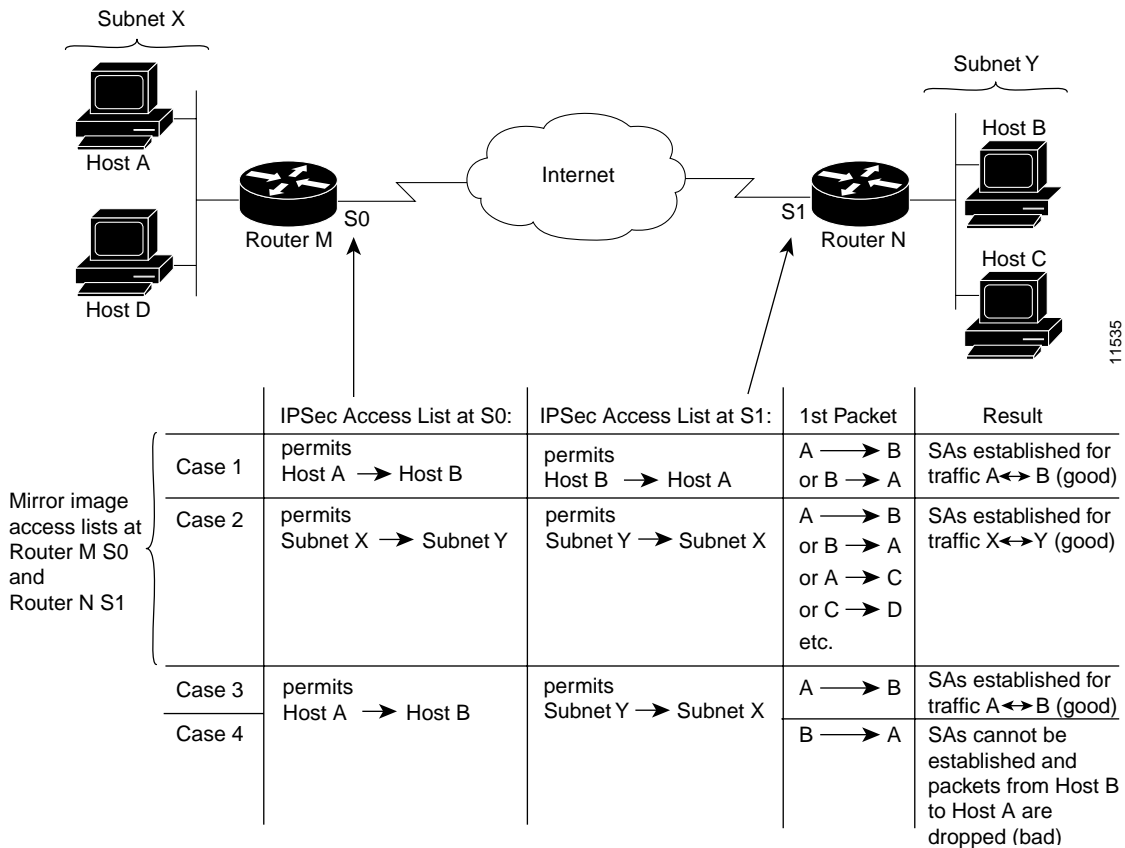 Subnet X
Subnet Y
Host A
Host D
Router M
S0
Internet
S1
Router N
Host B
Host C
11535
IPSec Access List at S0:
IPSec Access List at S1:
1st Packet
Result
Mirror image
access lists at
Router M S0
and
Router N S1
Case 1
permits
Host A → Host B
permits
Host B → Host A
A → B
or B → A
SAs established for
traffic A↔B (good)
Case 2
permits
Subnet X → Subnet Y
permits
Subnet Y → Subnet X
A → B
or B → A
or A → C
or C → D
etc.
SAs established for
traffic X↔Y (good)
Case 3
Case 4
permits
Host A → Host B
permits
Subnet Y → Subnet X
A → B
SAs established for
traffic A↔B (good)
B → A
SAs cannot be
established and
packets from Host B
to Host A are
dropped (bad)